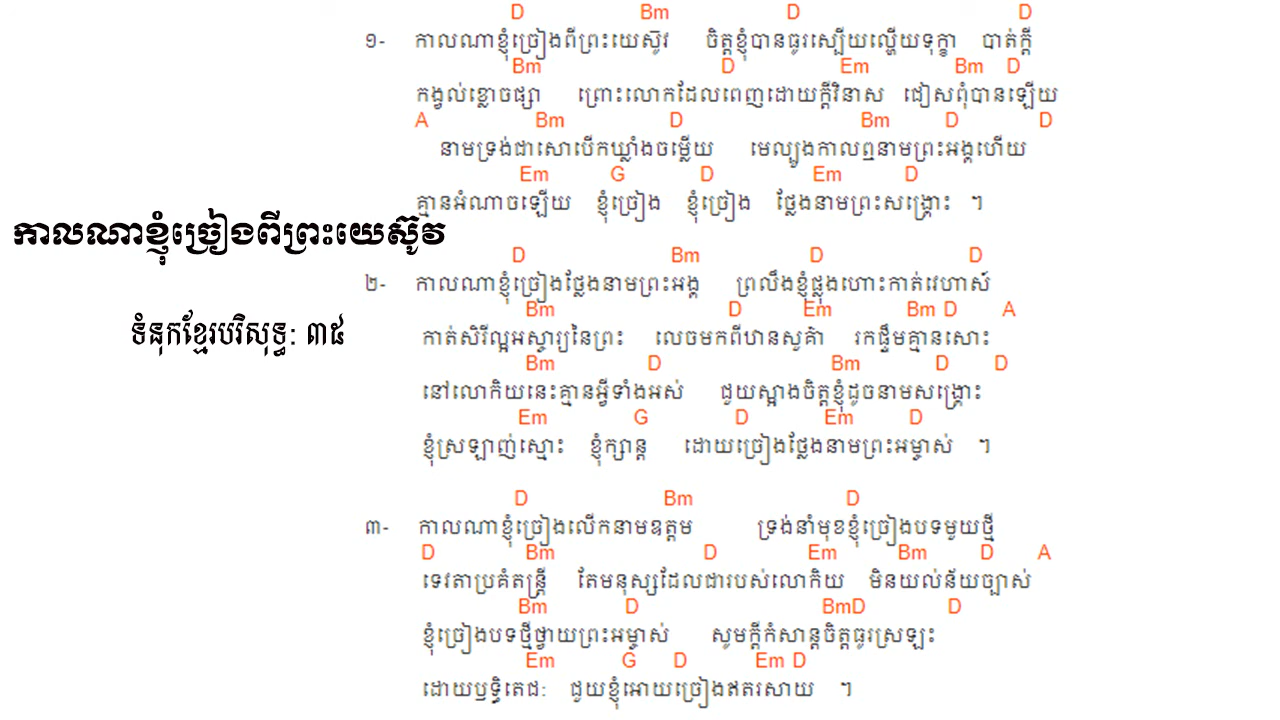 D Bm D D
១- កាលណាខ្ញុំច្រៀងពីព្រះយេស៊ូវ ចិត្តខ្ញុំបានធូរស្បើយល្ហើយទុក្ខា បាត់ក្ដី
Bm D Em Bm D
កង្វល់ខ្លោចផ្សា ព្រោះលោកដែលពេញដោយក្ដីវិនាស ជៀសពុំបានឡើយ
A Bm D Bm D D
នាមទ្រង់ជាសោបើកឃ្លាំងចម្លើយ មេល្បួងកាលឮនាមព្រះអង្គហើយ
Em G D Em D
គ្មានអំណាចឡើយ ខ្ញុំច្រៀង ខ្ញុំច្រៀង ថ្លែងនាមព្រះសង្គ្រោះ ។
កាលណាខ្ញុំច្រៀងពីព្រះយេស៊ូវ
ទំនុកខ្មែរបរិសុទ្ធ: ៣៥
D Bm D D
២- កាលណាខ្ញុំច្រៀងថ្លែងនាមព្រះអង្គ ព្រលឹងខ្ញុំផ្លុងហោះកាត់វេហាស៍
Bm D Em Bm D A
កាត់សិរីល្អអស្ចារ្យនៃព្រះ លេចមកពីឋានសួគ៌ា រកផ្ទឹមគ្មានសោះ
Bm D Bm D D
នៅលោកិយនេះគ្មានអ្វីទាំងអស់ ជួយស្អាងចិត្តខ្ញុំដូចនាមសង្គ្រោះ
Em G D Em D
ខ្ញុំស្រឡាញ់ស្មោះ ខ្ញុំក្សាន្ត ដោយច្រៀងថ្លែងនាមព្រះអម្ចាស់ ។
D Bm D
៣- កាលណាខ្ញុំច្រៀងលើកនាមឧត្តម ទ្រង់នាំមុខខ្ញុំច្រៀងបទមួយថ្មី
D Bm D Em Bm D A
ទេវតាប្រគំតន្ត្រី តែមនុស្សដែលជារបស់លោកិយ មិនយល់ន័យច្បាស់
Bm D BmD D
ខ្ញុំច្រៀងបទថ្មីថ្វាយព្រះអម្ចាស់ សូមក្ដីកំសាន្តចិត្តធូរស្រឡះ
Em G D Em D
ដោយឫទ្ធិតេជ: ជួយខ្ញុំអោយច្រៀងឥតរសាយ ។